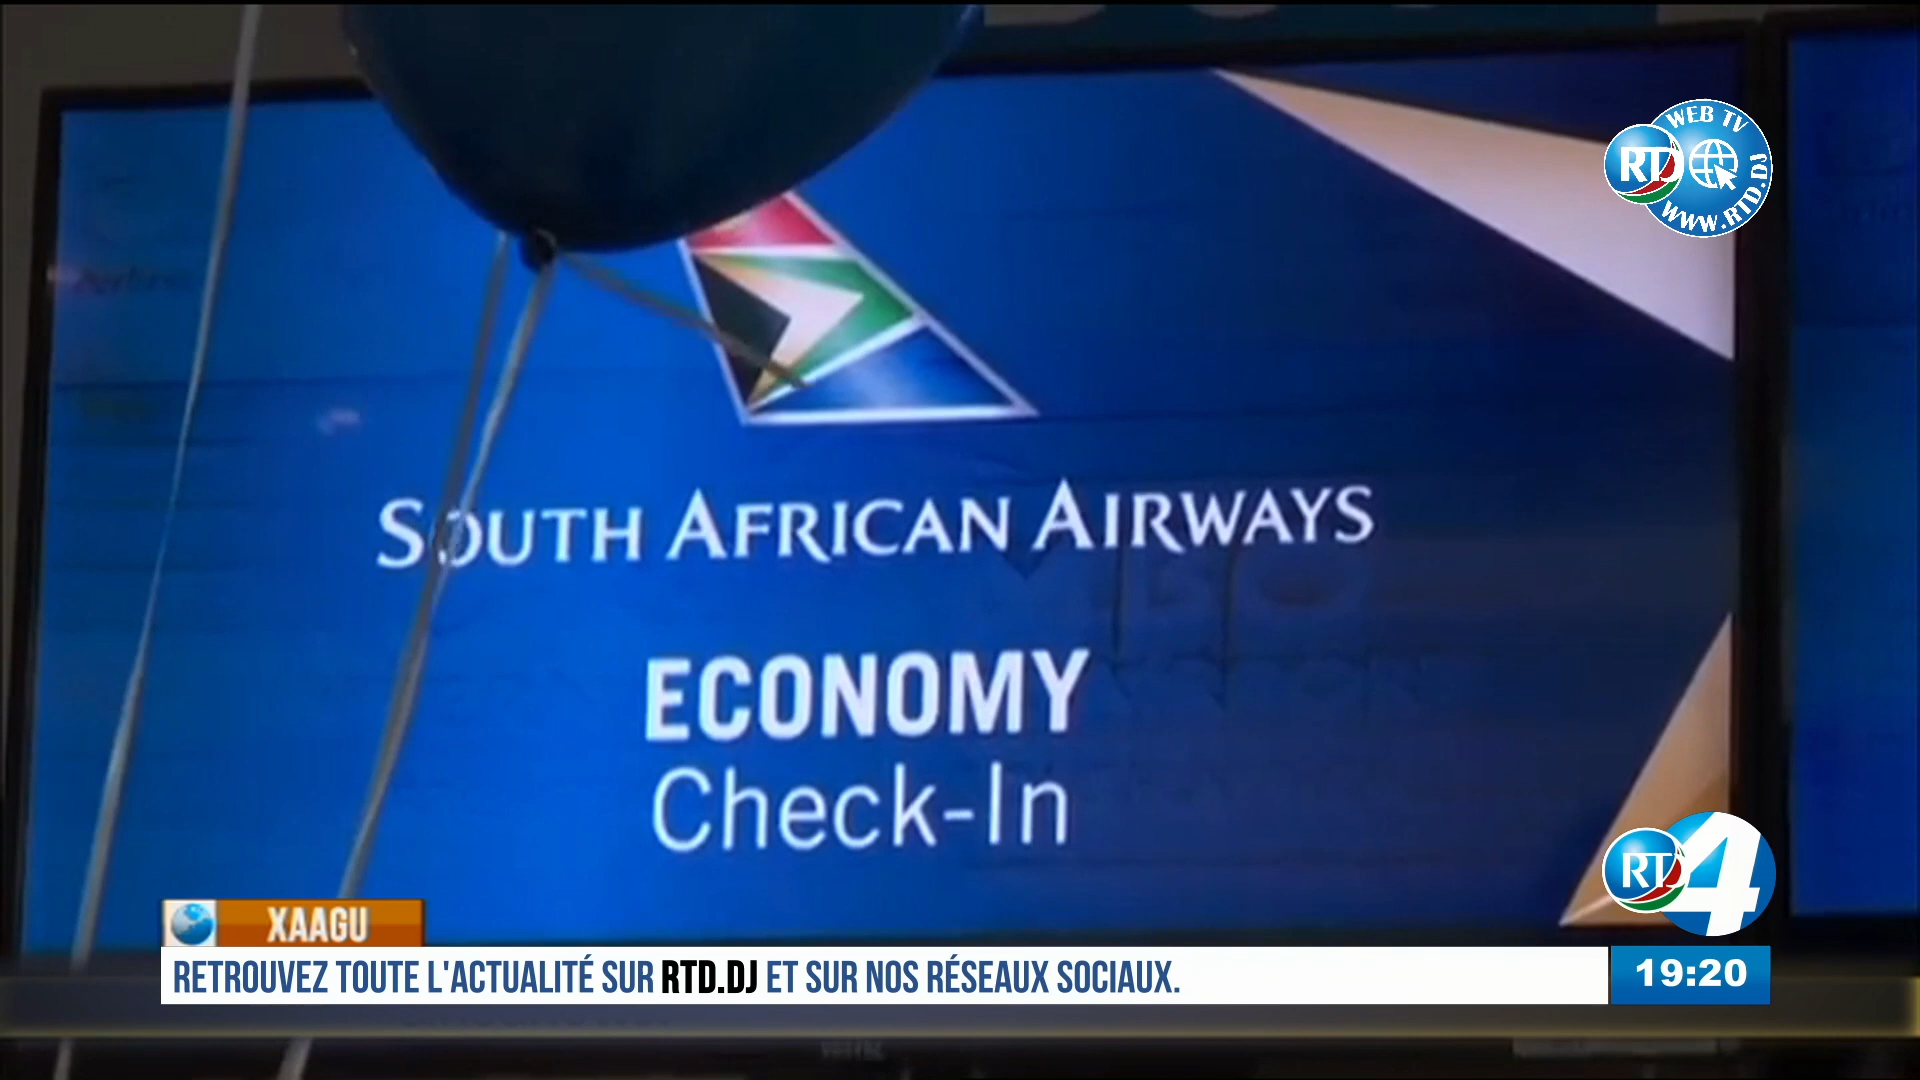 WEB TV
RTD
WWW.RTD.DJ
SOUTH AFRICAN AIRWAYS
ECONOMY
Check-In
RTD 4
XAAGU
RETROUVEZ TOUTE L'ACTUALITÉ SUR RTD.DJ ET SUR NOS RÉSEAUX SOCIAUX.
19:20